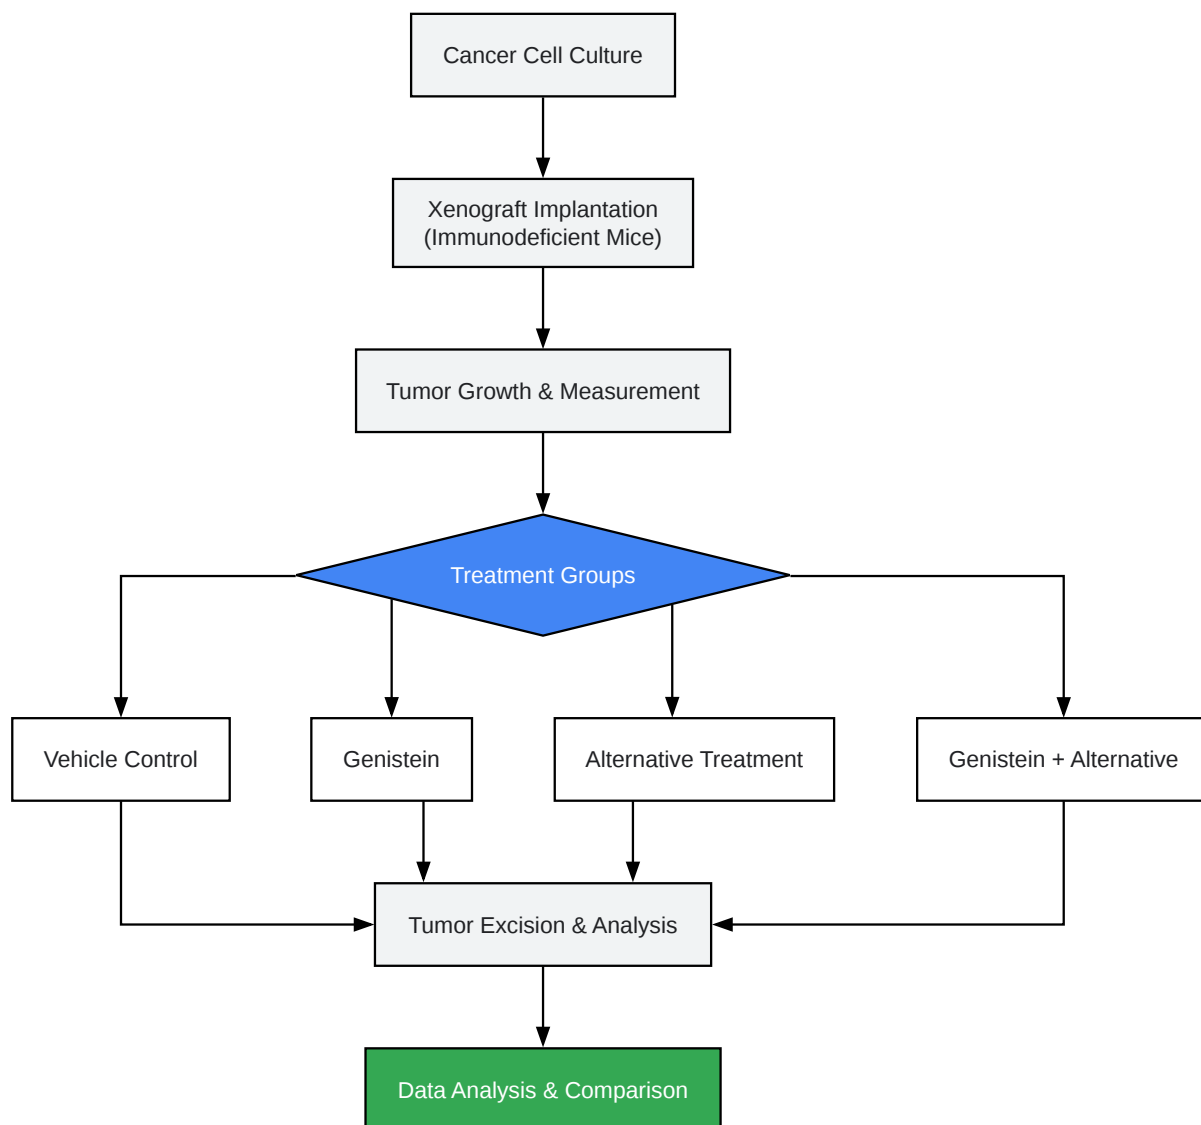 Cancer Cell Culture
Xenograft Implantation
(Immunodeficient Mice)
Tumor Growth & Measurement
Treatment Groups
Vehicle Control
Genistein
Alternative Treatment
Genistein + Alternative
Tumor Excision & Analysis
Data Analysis & Comparison